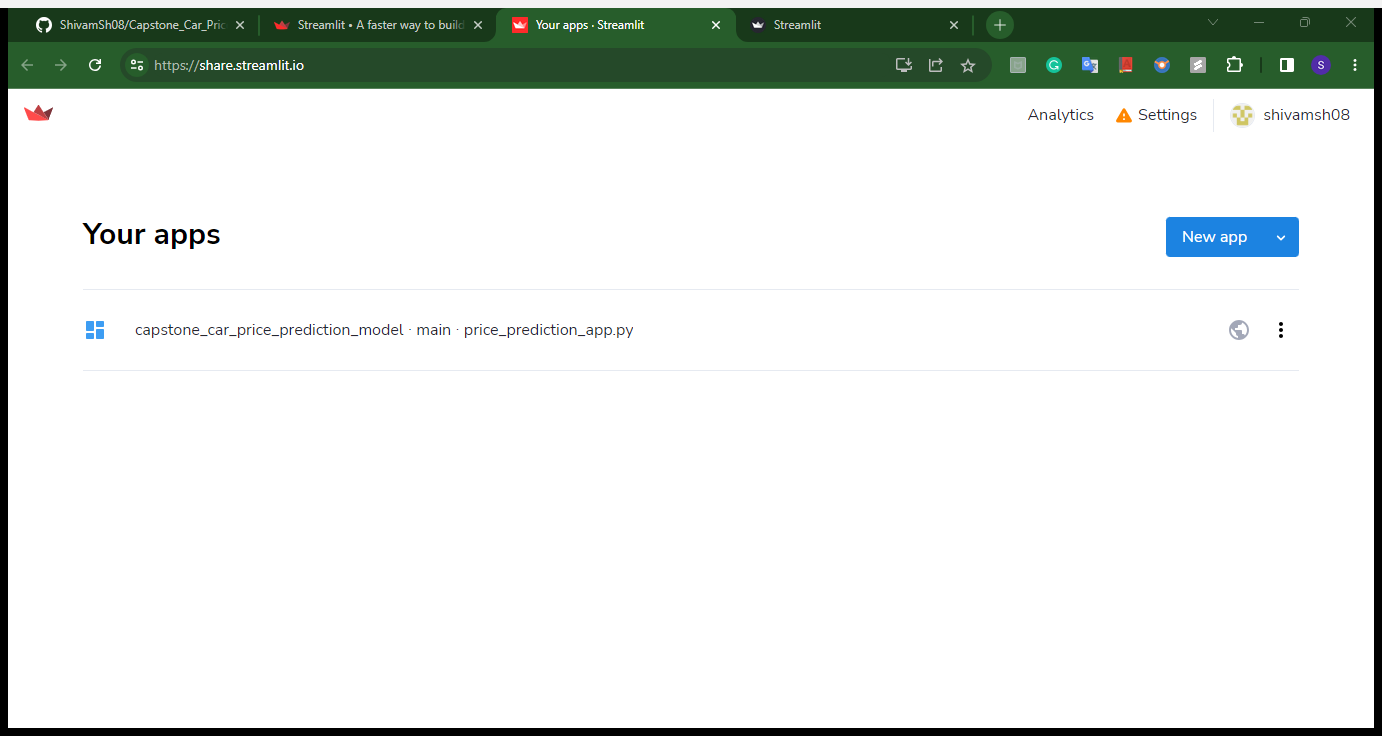 ShivamSh08/Capstone_Car_Pric
Streamlit • A faster way to build
Your apps · Streamlit
Streamlit
https://share.streamlit.io
S
Analytics
Settings
shivamsh08
Your apps
New app
capstone_car_price_prediction_model · main · price_prediction_app.py